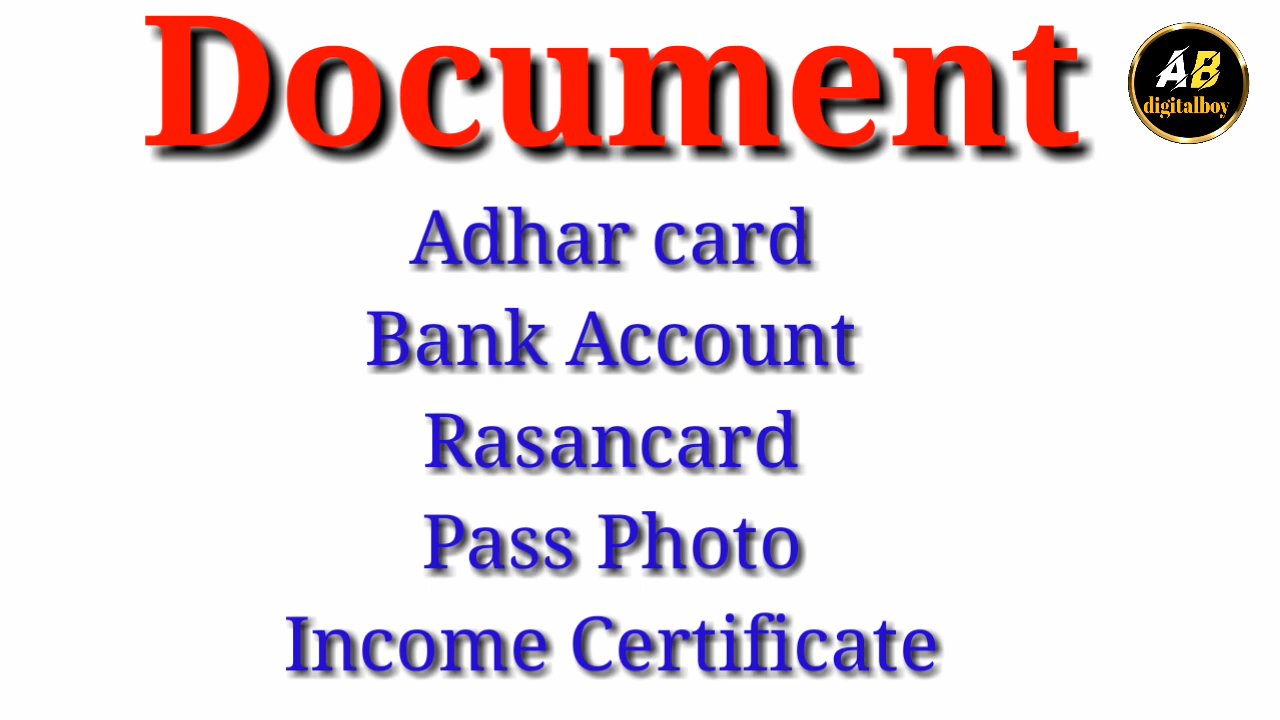 Document
AB
digitalboy
Adhar card
Bank Account
Rasancard
Pass Photo
Income Certificate